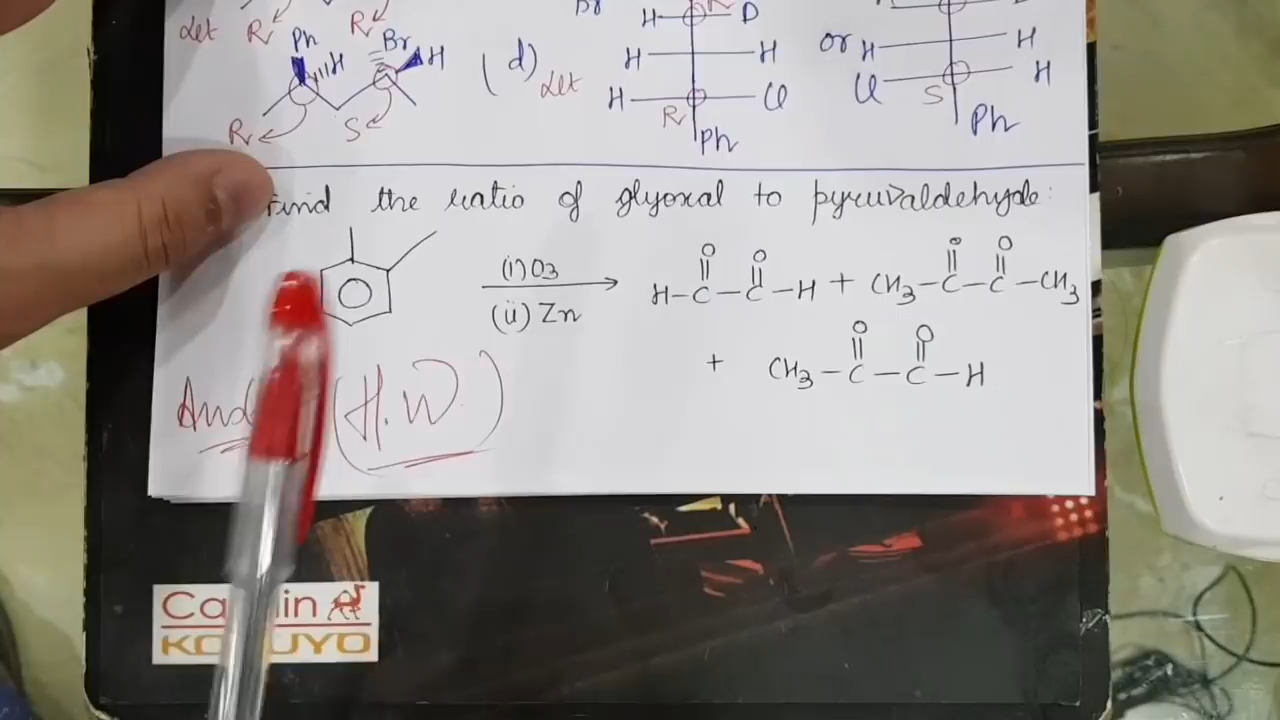 Let R R
Ph H Br H
R S
(d) Let
H D
H H
H Cl
R Ph
or H H
Cl H
S Ph
Find the ratio of glyoxal to pyruvaldehyde:
(i) O3
(ii) Zn
H-C-C-H + CH3-C-C-CH3
O O O O
+ CH3-C-C-H
O O
(H.W.)
KOKUYO